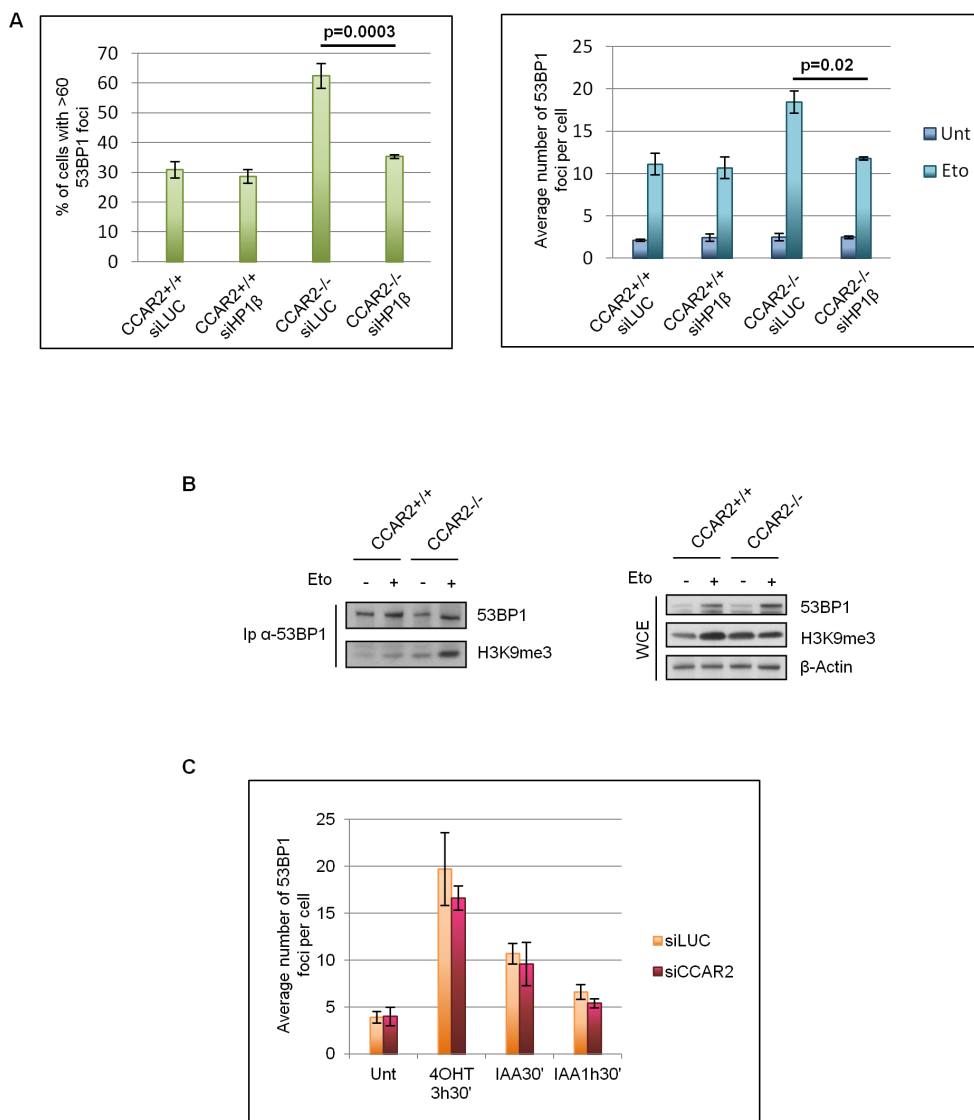 A
p=0.0003
70
60
50
40
30
20
10
0
% of cells with >60
53BP1 foci
CCAR2+/+
siLUC
CCAR2+/+
siHP1β
CCAR2-/-
siLUC
CCAR2-/-
siHP1β
p=0.02
25
20
15
10
5
0
Average number of 53BP1
foci per cell
CCAR2+/+
siLUC
CCAR2+/+
siHP1β
CCAR2-/-
siLUC
CCAR2-/-
siHP1β
Unt
Eto
B
CCAR2+/+ CCAR2-/-
Eto - + - +
Ip α-53BP1
53BP1
H3K9me3
CCAR2+/+ CCAR2-/-
Eto - + - +
WCE
53BP1
H3K9me3
β-Actin
C
25
20
15
10
5
0
Average number of 53BP1
foci per cell
Unt 4OHT IAA30' IAA1h30'
3h30'
siLUC
siCCAR2